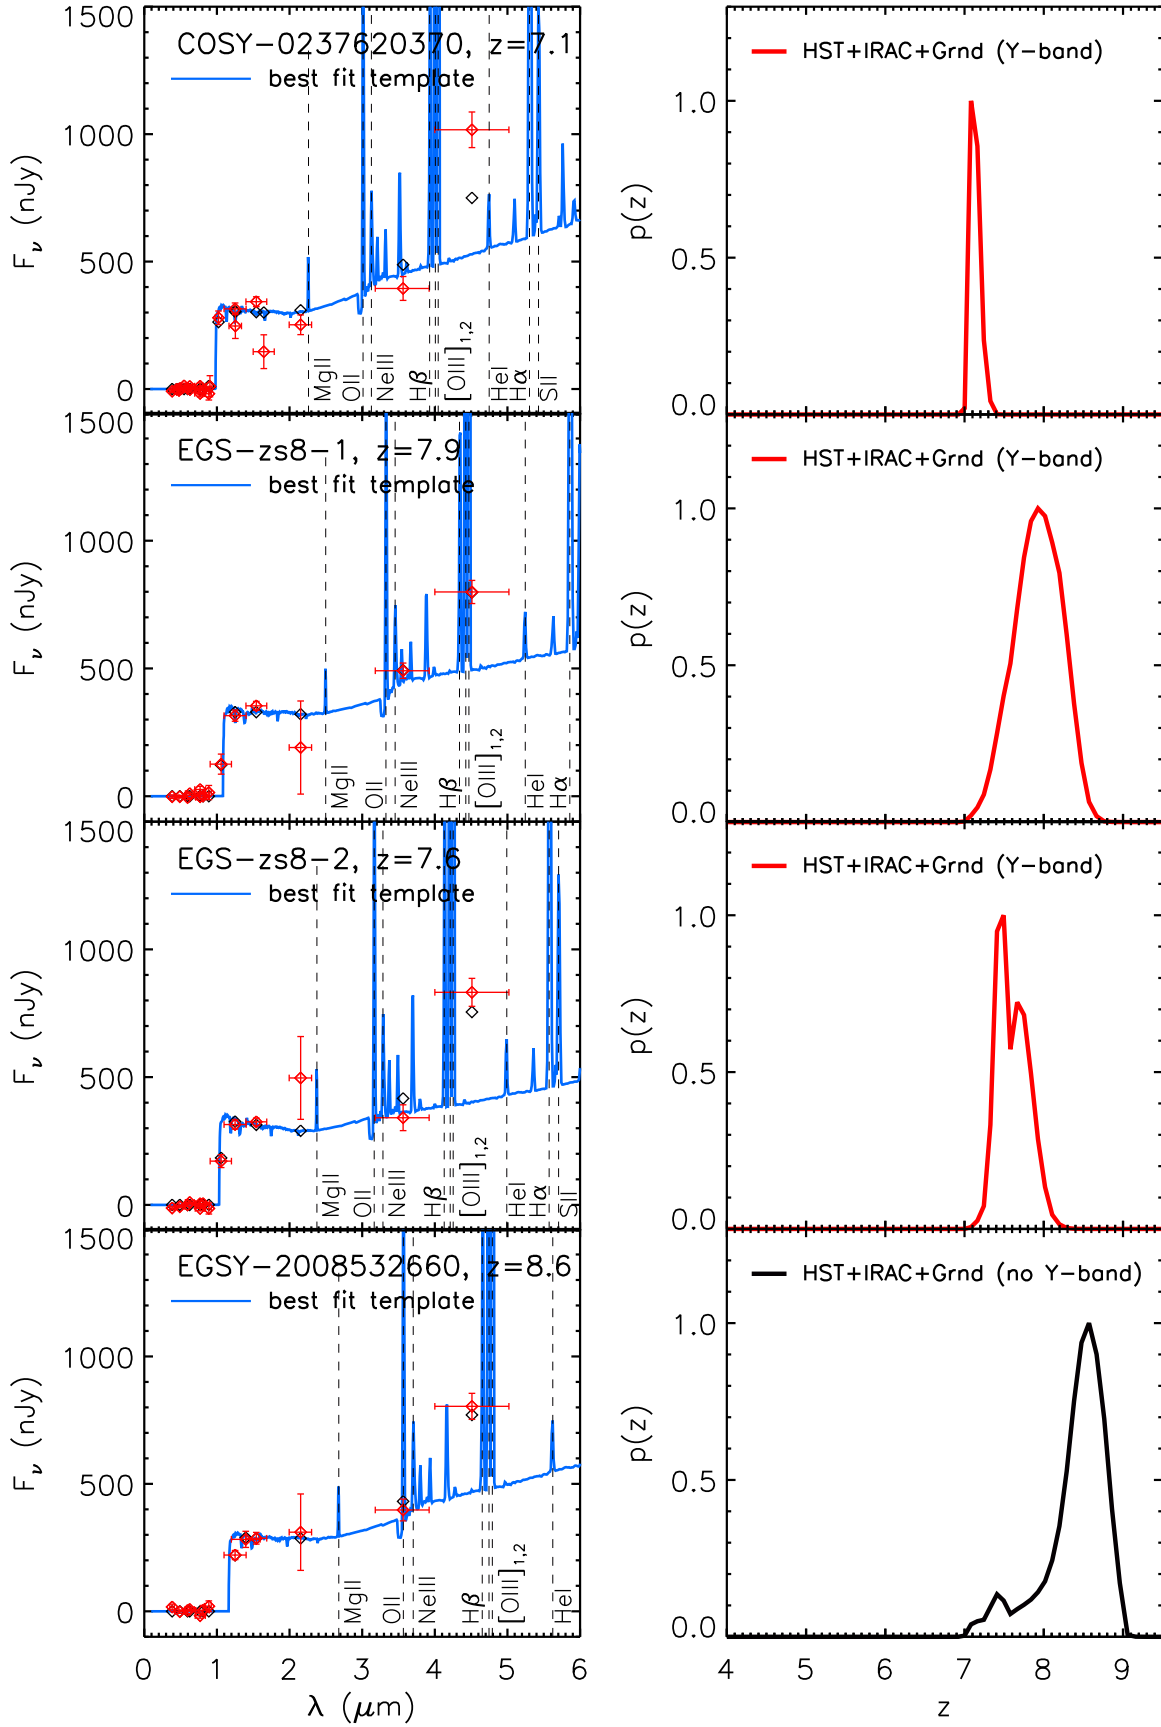 COSY-0237620370, z=7.1
best fit template
1500
1000
500
0
F_ν (nJy)
MgII
OII
NeIII
Hβ
[OIII]1,2
HeI
Hα
SII
HST+IRAC+Grnd (Y-band)
1.0
0.5
0.0
p(z)
EGS-zs8-1, z=7.9
best fit template
1500
1000
500
0
F_ν (nJy)
MgII
OII
NeIII
Hβ
[OIII]1,2
HeI
Hα
HST+IRAC+Grnd (Y-band)
1.0
0.5
0.0
p(z)
EGS-zs8-2, z=7.6
best fit template
1500
1000
500
0
F_ν (nJy)
MgII
OII
NeIII
Hβ
[OIII]1,2
HeI
Hα
SII
HST+IRAC+Grnd (Y-band)
1.0
0.5
0.0
p(z)
EGSY-2008532660, z=8.6
best fit template
1500
1000
500
0
F_ν (nJy)
MgII
OII
NeIII
Hβ
[OIII]1,2
HeI
HST+IRAC+Grnd (no Y-band)
1.0
0.5
0.0
p(z)
0 1 2 3 4 5 6
λ (μm)
4 5 6 7 8 9
z